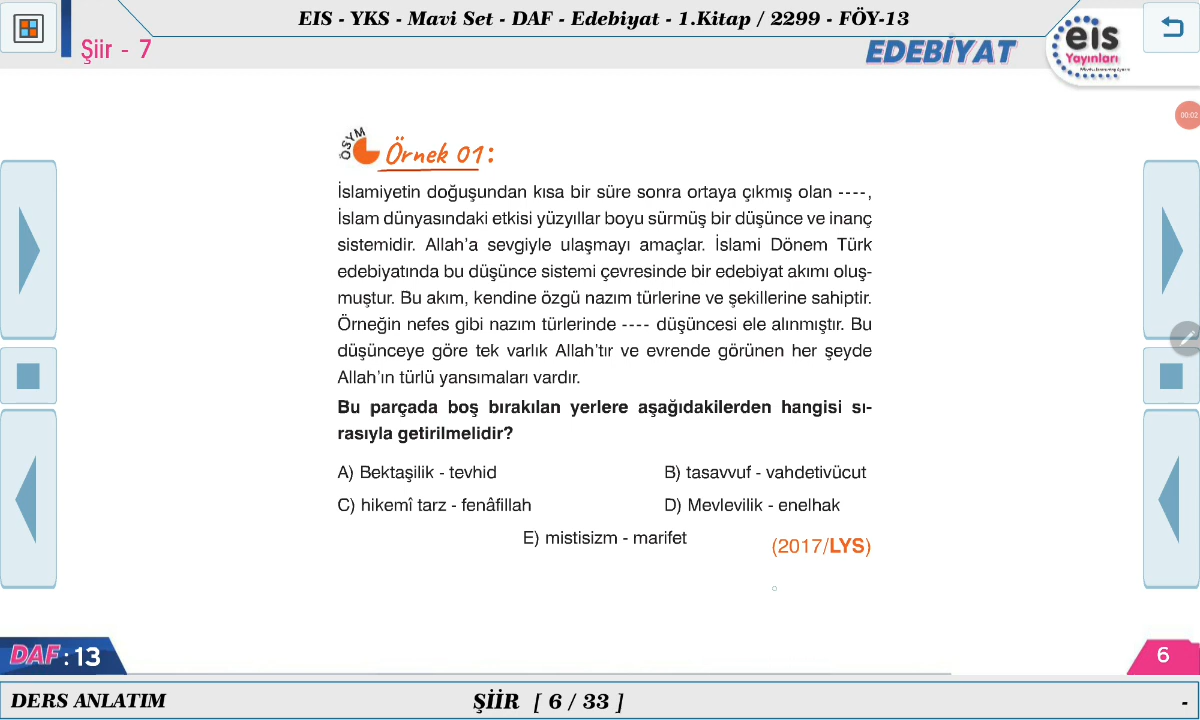 EIS - YKS - Mavi Set - DAF - Edebiyat - 1.Kitap / 2299 - FÖY-13
Şiir - 7
EDEBİYAT
eis
Yayınları
00:02
ÖSYM
Örnek 01:
İslamiyetin doğuşundan kısa bir süre sonra ortaya çıkmış olan ----,
İslam dünyasındaki etkisi yüzyıllar boyu sürmüş bir düşünce ve inanç
sistemidir. Allah'a sevgiyle ulaşmayı amaçlar. İslami Dönem Türk
edebiyatında bu düşünce sistemi çevresinde bir edebiyat akımı oluş-
muştur. Bu akım, kendine özgü nazım türlerine ve şekillerine sahiptir.
Örneğin nefes gibi nazım türlerinde ---- düşüncesi ele alınmıştır. Bu
düşünceye göre tek varlık Allah'tır ve evrende görünen her şeyde
Allah'ın türlü yansımaları vardır.
Bu parçada boş bırakılan yerlere aşağıdakilerden hangisi sı-
rasıyla getirilmelidir?
A) Bektaşilik - tevhid
B) tasavvuf - vahdetivücut
C) hikemî tarz - fenâfillah
D) Mevlevilik - enelhak
E) mistisizm - marifet
(2017/LYS)
DAF : 13
6
DERS ANLATIM
ŞİİR [ 6 / 33 ]
-